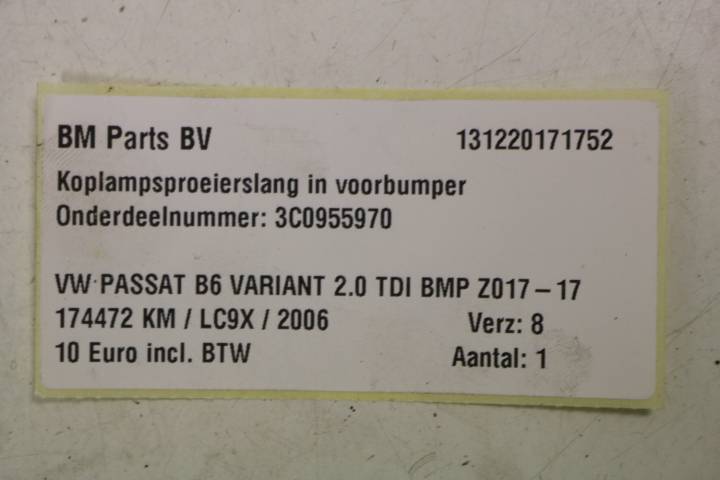 BM Parts BV 131220171752
Koplampsproeierslang in voorbumper
Onderdeelnummer: 3C0955970
VW PASSAT B6 VARIANT 2.0 TDI BMP Z017-17
174472 KM / LC9X / 2006 Verz: 8
10 Euro incl. BTW Aantal: 1